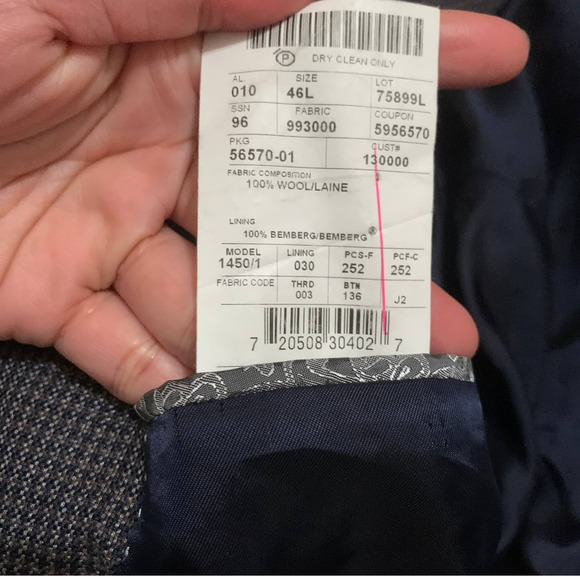 P DRY CLEAN ONLY
AL. SIZE LOT
010 46L 75899L
SSN FABRIC COUPON
96 993000 5956570
PKG CUST#
56570-01 130000
FABRIC COMPOSITION
100% WOOL/LAINE
LINING
100% BEMBERG/BEMBERG®
MODEL LINING PCS-F PCF-C
1450/1 030 252 252
FABRIC CODE THRD BTN
003 136 J2
7 20508 30402 7